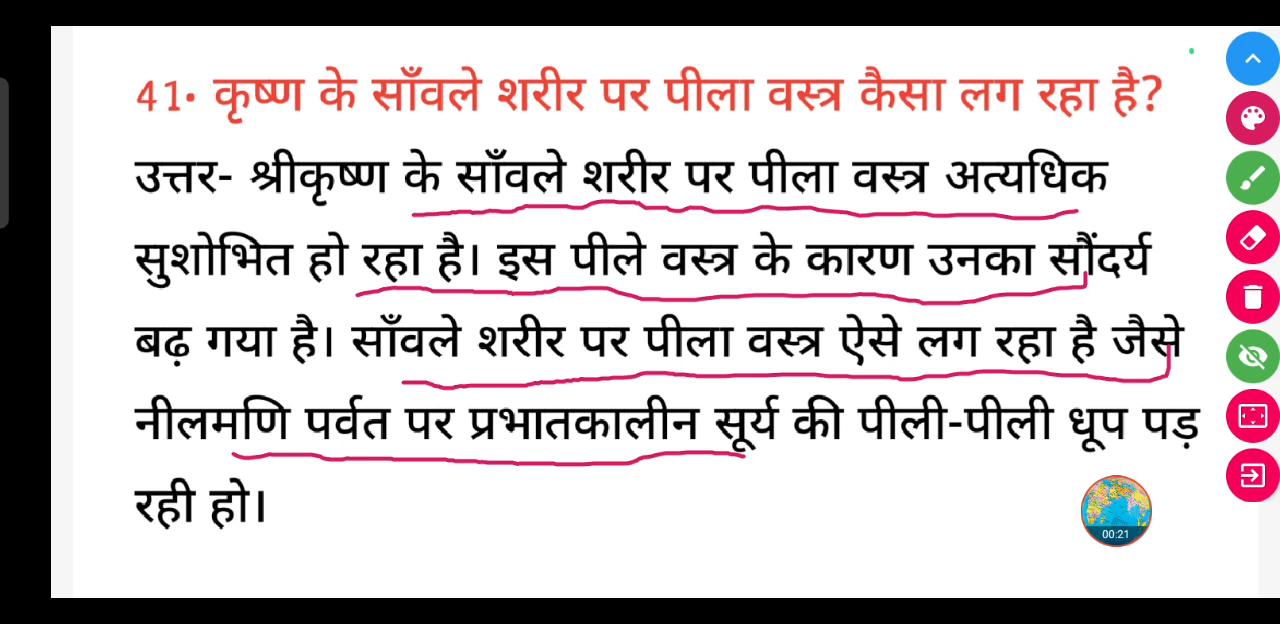 41. कृष्ण के साँवले शरीर पर पीला वस्त्र कैसा लग रहा है?
उत्तर- श्रीकृष्ण के साँवले शरीर पर पीला वस्त्र अत्यधिक
सुशोभित हो रहा है। इस पीले वस्त्र के कारण उनका सौंदर्य
बढ़ गया है। साँवले शरीर पर पीला वस्त्र ऐसे लग रहा है जैसे
नीलमणि पर्वत पर प्रभातकालीन सूर्य की पीली-पीली धूप पड़
रही हो।
00:21